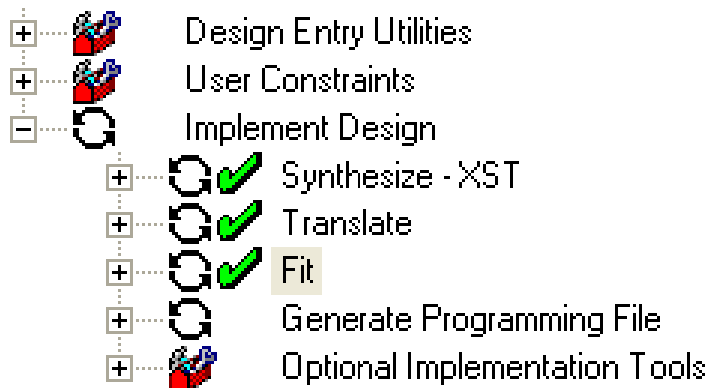 Design Entry Utilities
User Constraints
Implement Design
Synthesize - XST
Translate
Fit
Generate Programming File
Optional Implementation Tools